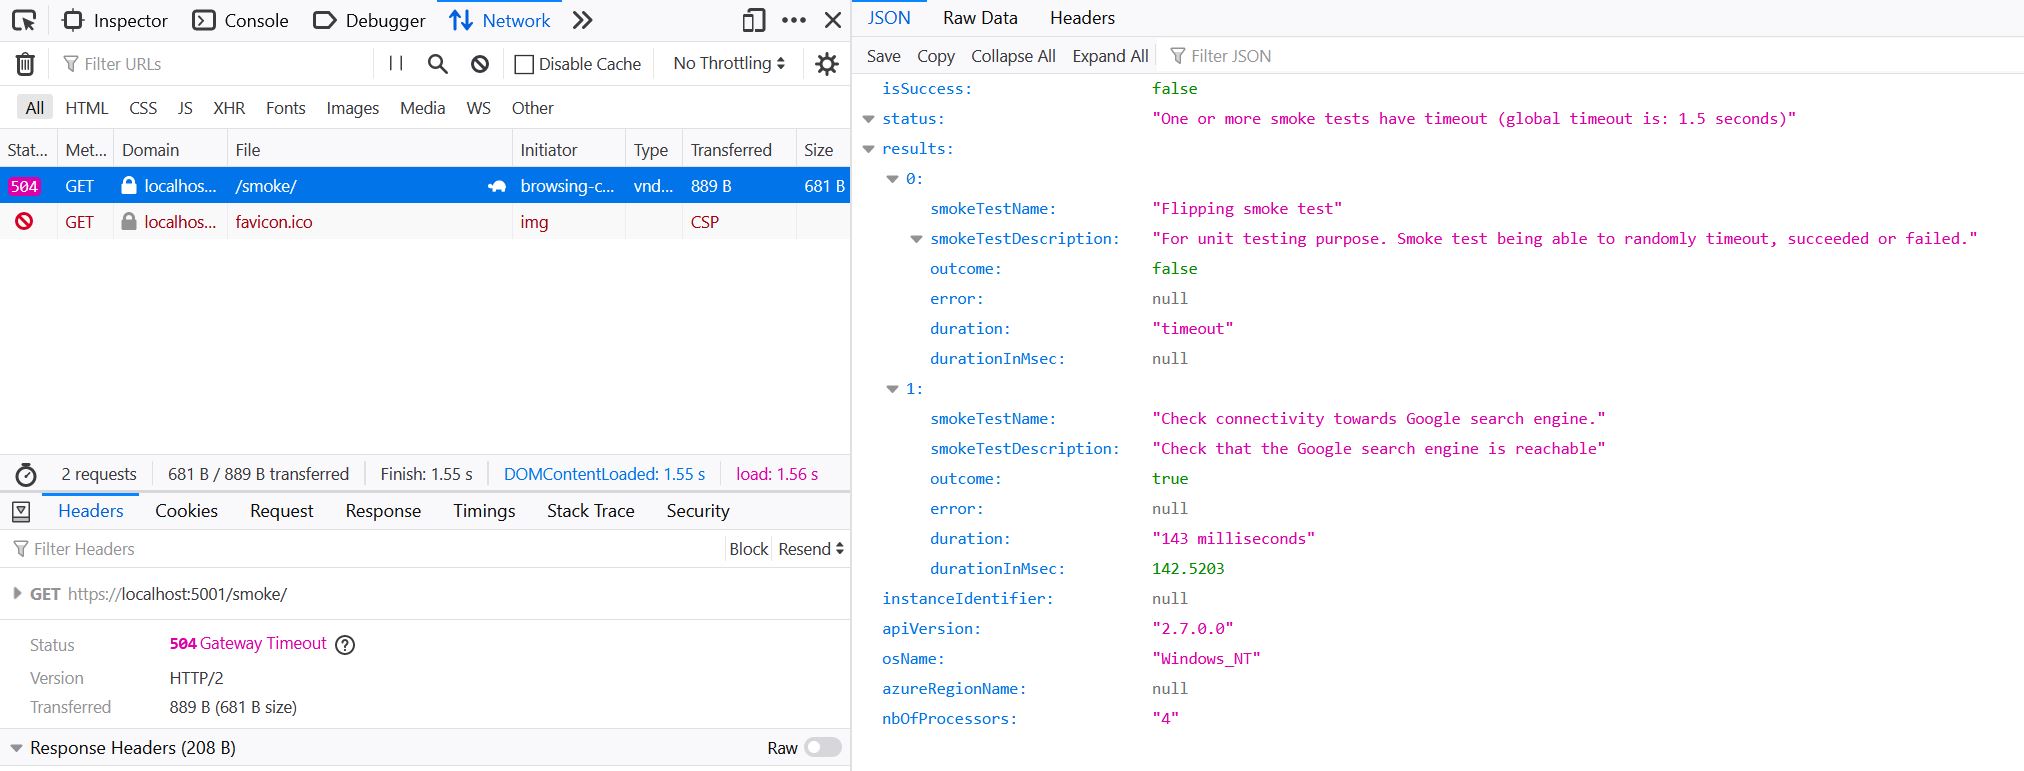 Inspector Console Debugger Network
Filter URLs Disable Cache No Throttling
All HTML CSS JS XHR Fonts Images Media WS Other
Stat... Met... Domain File Initiator Type Transferred Size
504 GET localhos... /smoke/ browsing-c... vnd... 889 B 681 B
GET localhos... favicon.ico img CSP
2 requests 681 B / 889 B transferred Finish: 1.55 s DOMContentLoaded: 1.55 s load: 1.56 s
Headers Cookies Request Response Timings Stack Trace Security
Filter Headers Block Resend
GET https://localhost:5001/smoke/
Status 504 Gateway Timeout ?
Version HTTP/2
Transferred 889 B (681 B size)
Response Headers (208 B) Raw
JSON Raw Data Headers
Save Copy Collapse All Expand All Filter JSON
isSuccess: false
status: "One or more smoke tests have timeout (global timeout is: 1.5 seconds)"
results:
0:
smokeTestName: "Flipping smoke test"
smokeTestDescription: "For unit testing purpose. Smoke test being able to randomly timeout, succeeded or failed."
outcome: false
error: null
duration: "timeout"
durationInMsec: null
1:
smokeTestName: "Check connectivity towards Google search engine."
smokeTestDescription: "Check that the Google search engine is reachable"
outcome: true
error: null
duration: "143 milliseconds"
durationInMsec: 142.5203
instanceIdentifier: null
apiVersion: "2.7.0.0"
osName: "Windows_NT"
azureRegionName: null
nbOfProcessors: "4"